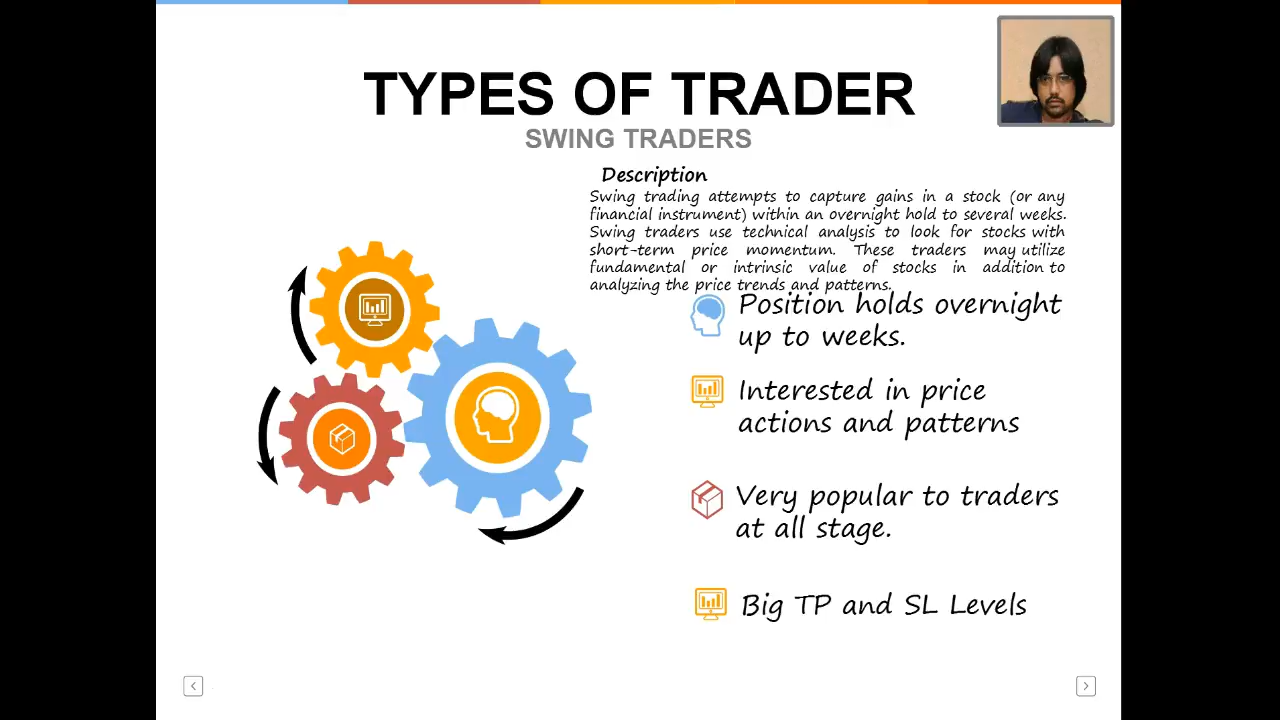 TYPES OF TRADER
SWING TRADERS
Description
Swing trading attempts to capture gains in a stock (or any
financial instrument) within an overnight hold to several weeks.
Swing traders use technical analysis to look for stocks with
short-term price momentum. These traders may utilize
fundamental or intrinsic value of stocks in addition to
analyzing the price trends and patterns.
Position holds overnight
up to weeks.
Interested in price
actions and patterns
Very popular to traders
at all stage.
Big TP and SL Levels